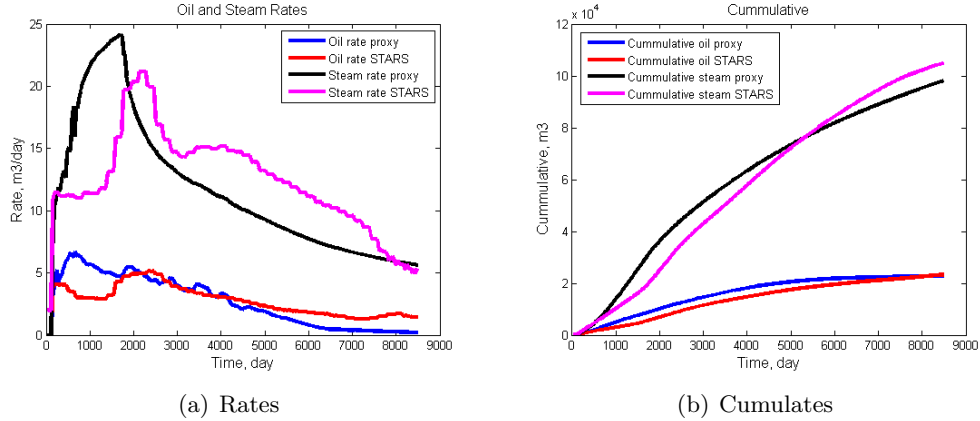 Oil and Steam Rates
25
20
15
10
5
0
Rate, m3/day
Oil rate proxy
Oil rate STARS
Steam rate proxy
Steam rate STARS
0 1000 2000 3000 4000 5000 6000 7000 8000 9000
Time, day
(a) Rates
Cummulative
x 10^4
12
10
8
6
4
2
0
Cummulative, m3
Cummulative oil proxy
Cummulative oil STARS
Cummulative steam proxy
Cummulative steam STARS
0 1000 2000 3000 4000 5000 6000 7000 8000 9000
Time, day
(b) Cumulates